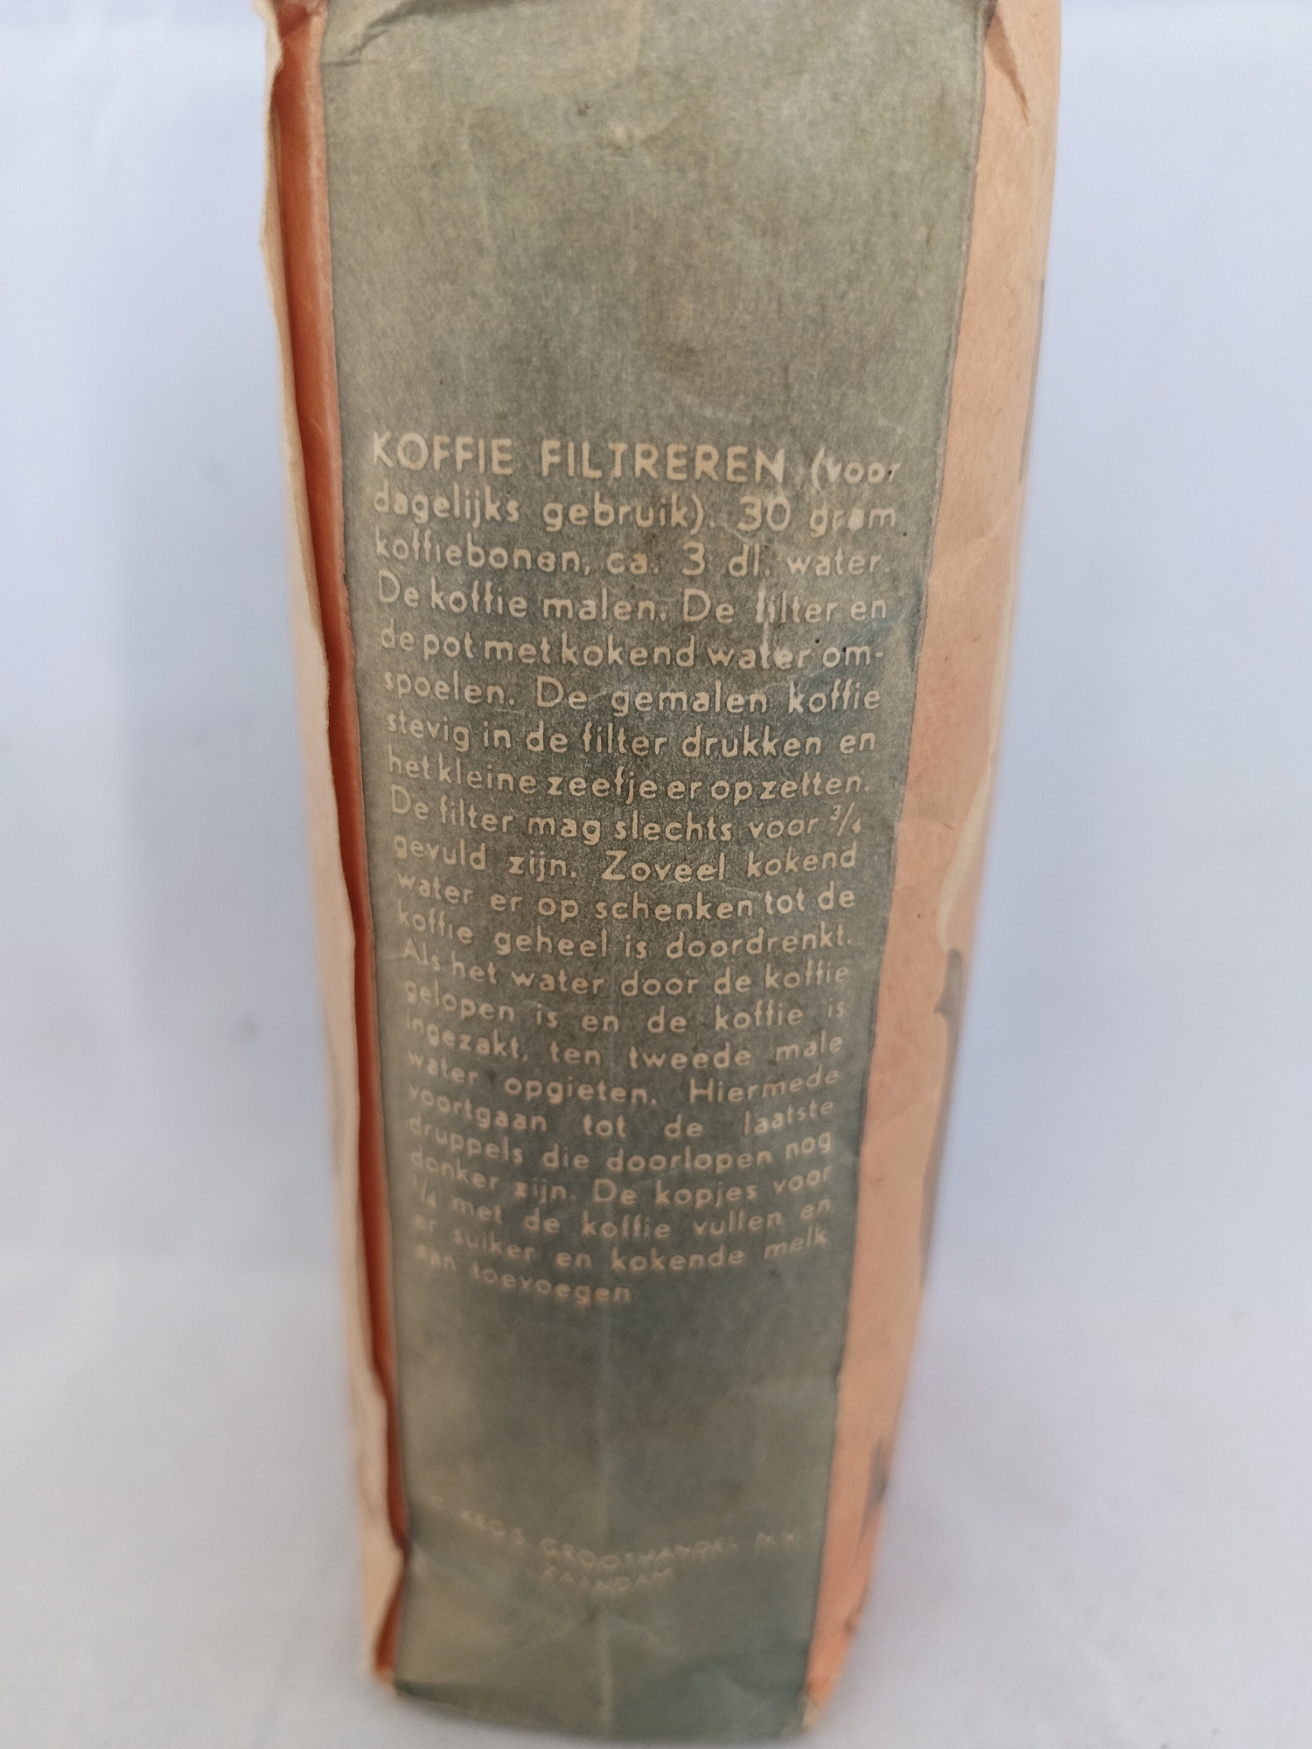 KOFFIE FILTREREN (voor
dagelijks gebruik). 30 gram
koffiebonen, ca. 3 dl. water.
De koffie malen. De filter en
de pot met kokend water om-
spoelen. De gemalen koffie
stevig in de filter drukken en
het kleine zeefje er op zetten.
De filter mag slechts voor 3/4
gevuld zijn. Zoveel kokend
water er op schenken tot de
koffie geheel is doordrenkt.
Als het water door de koffie
gelopen is en de koffie is
ingezakt, ten tweede male
water opgieten. Hiermede
voortgaan tot de laatste
druppels die doorlopen nog
donker zijn. De kopjes voor
1/4 met de koffie vullen en
er suiker en kokende melk
aan toevoegen
GROOTHANDEL N.V.
ZAANDAM